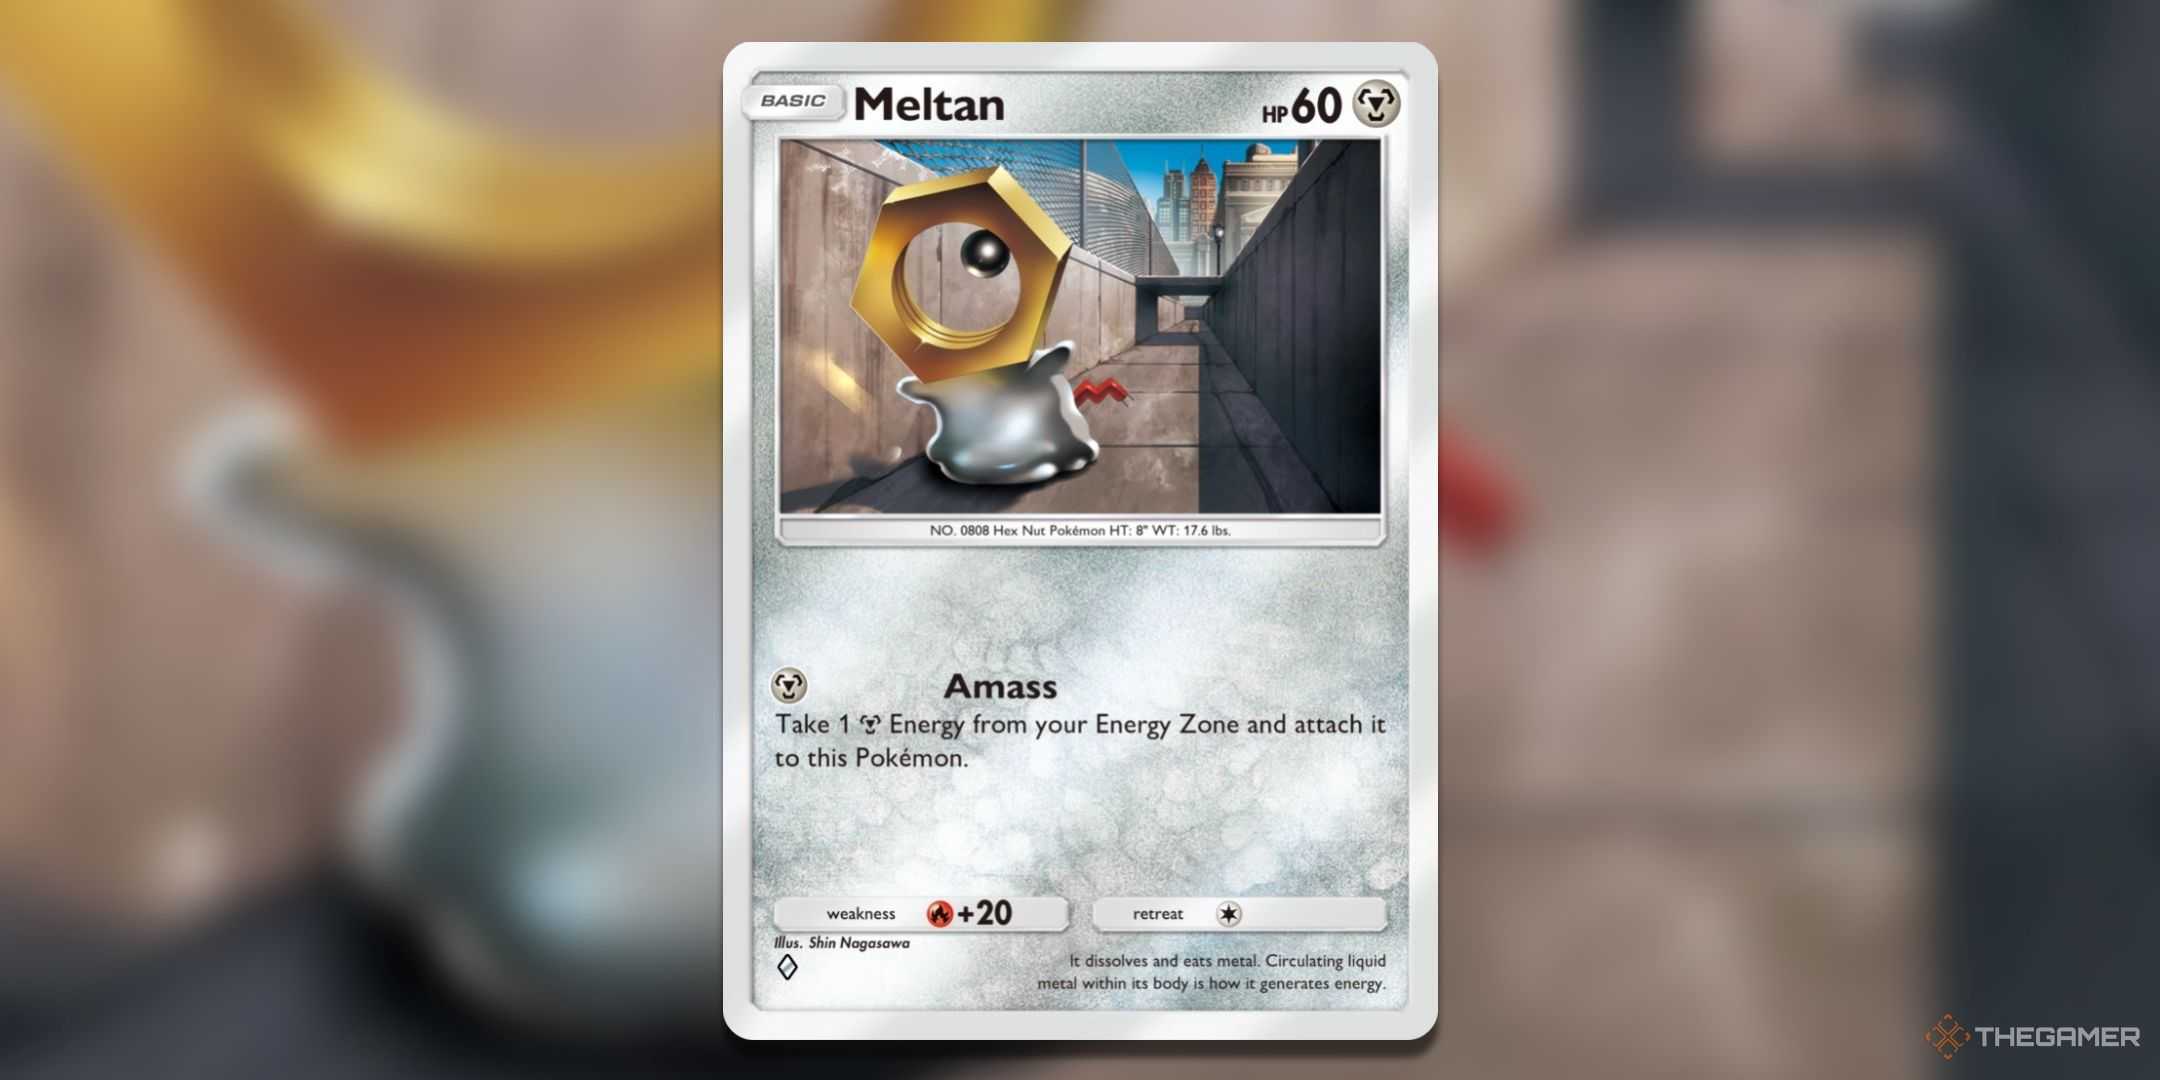 BASIC Meltan HP 60
NO. 0808 Hex Nut Pokémon HT: 8" WT: 17.6 lbs.
Amass
Take 1 Energy from your Energy Zone and attach it
to this Pokémon.
weakness +20 retreat
Illus. Shin Nagasawa
It dissolves and eats metal. Circulating liquid
metal within its body is how it generates energy.
THEGAMER